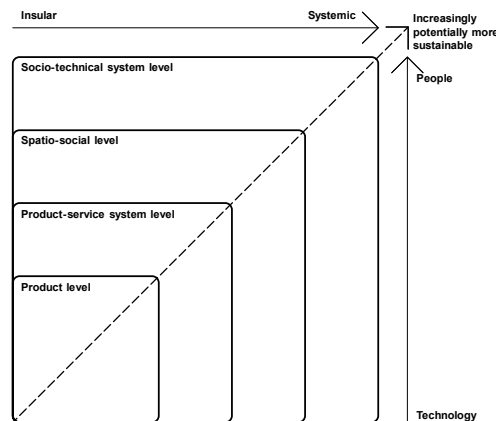 Insular
Systemic
Increasingly
potentially more
sustainable
Socio-technical system level
People
Spatio-social level
Product-service system level
Product level
Technology